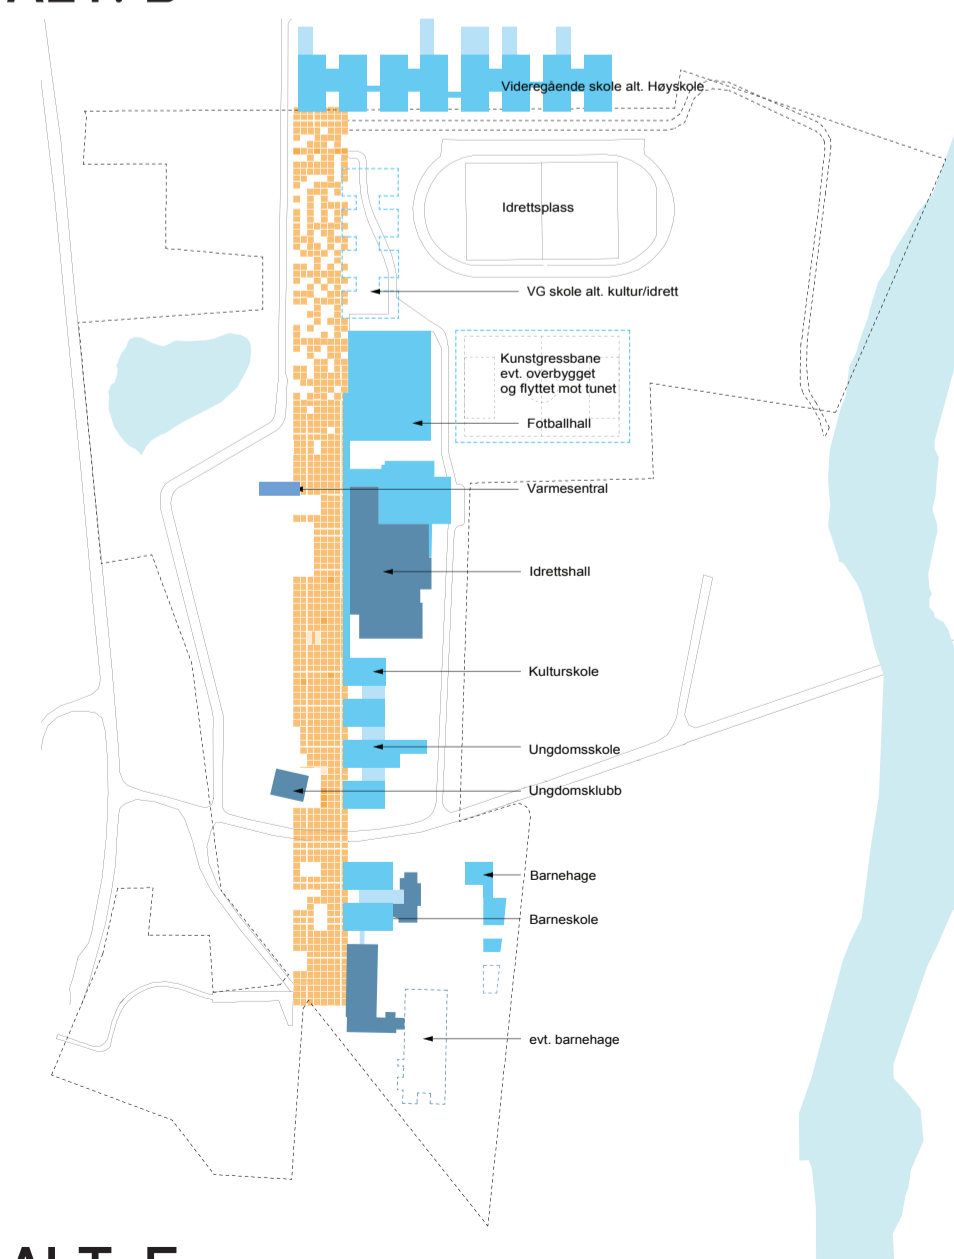 Videregående skole alt. Høyskole
Idrettsplass
VG skole alt. kultur/idrett
Kunstgressbane
evt. overbygget
og flyttet mot tunet
Fotballhall
Varmesentral
Idrettshall
Kulturskole
Ungdomsskole
Ungdomsklubb
Barnehage
Barneskole
evt. barnehage